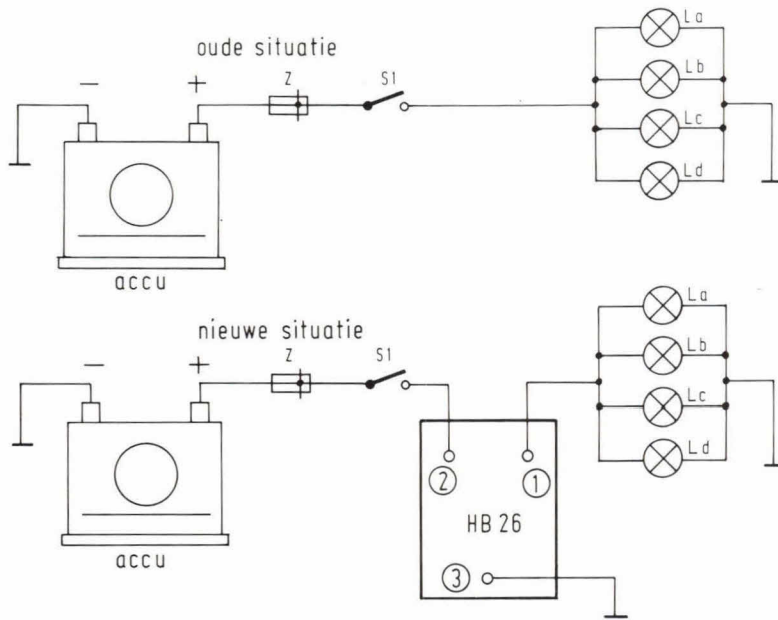 oude situatie
− +
Z
S1
La
Lb
Lc
Ld
accu
nieuwe situatie
− +
Z
S1
La
Lb
Lc
Ld
2
1
HB 26
3
accu